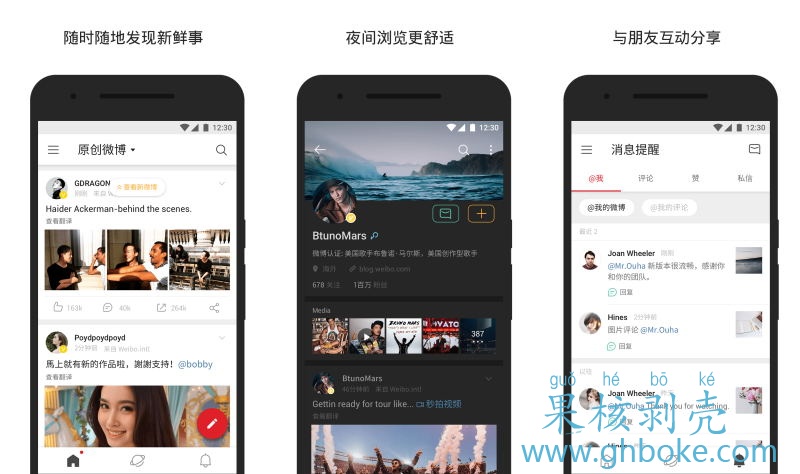 随时随地发现新鲜事
夜间浏览更舒适
与朋友互动分享
12:30
原创微博
GDRAGON
查看新微博
刚刚 来自
Haider Ackerman-behind the scenes.
查看翻译
163k
40k
264k
Poydpoydpoyd
2分钟前 来自 Weibo.intl
馬上就有新的作品啦，謝謝支持！@bobby
查看翻译
12:30
BtunoMars
微博认证: 美国歌手布鲁诺·马尔斯，美国创作型歌手
海外 blog.weibo.com
678 关注 1百万 粉丝
Media
387
BtunoMars
46分钟前 来自 Weibo.intl
Gettin ready for tour like... 秒拍视频
查看翻译
12:30
消息提醒
@我 评论 赞 私信
@我的微博 @我的评论
最近 2
Joan Wheeler 刚刚
@Mr.Ouha 新版本很流畅，感谢你
和你的团队。
回复
Hines 2分钟前
图片评论 @Mr.Ouha
回复
以往
Joan Wheeler
@Mr.Ouha Thank you for watching.
回复
guǒ hé bō ké
果核剥壳
www.ghboke.com